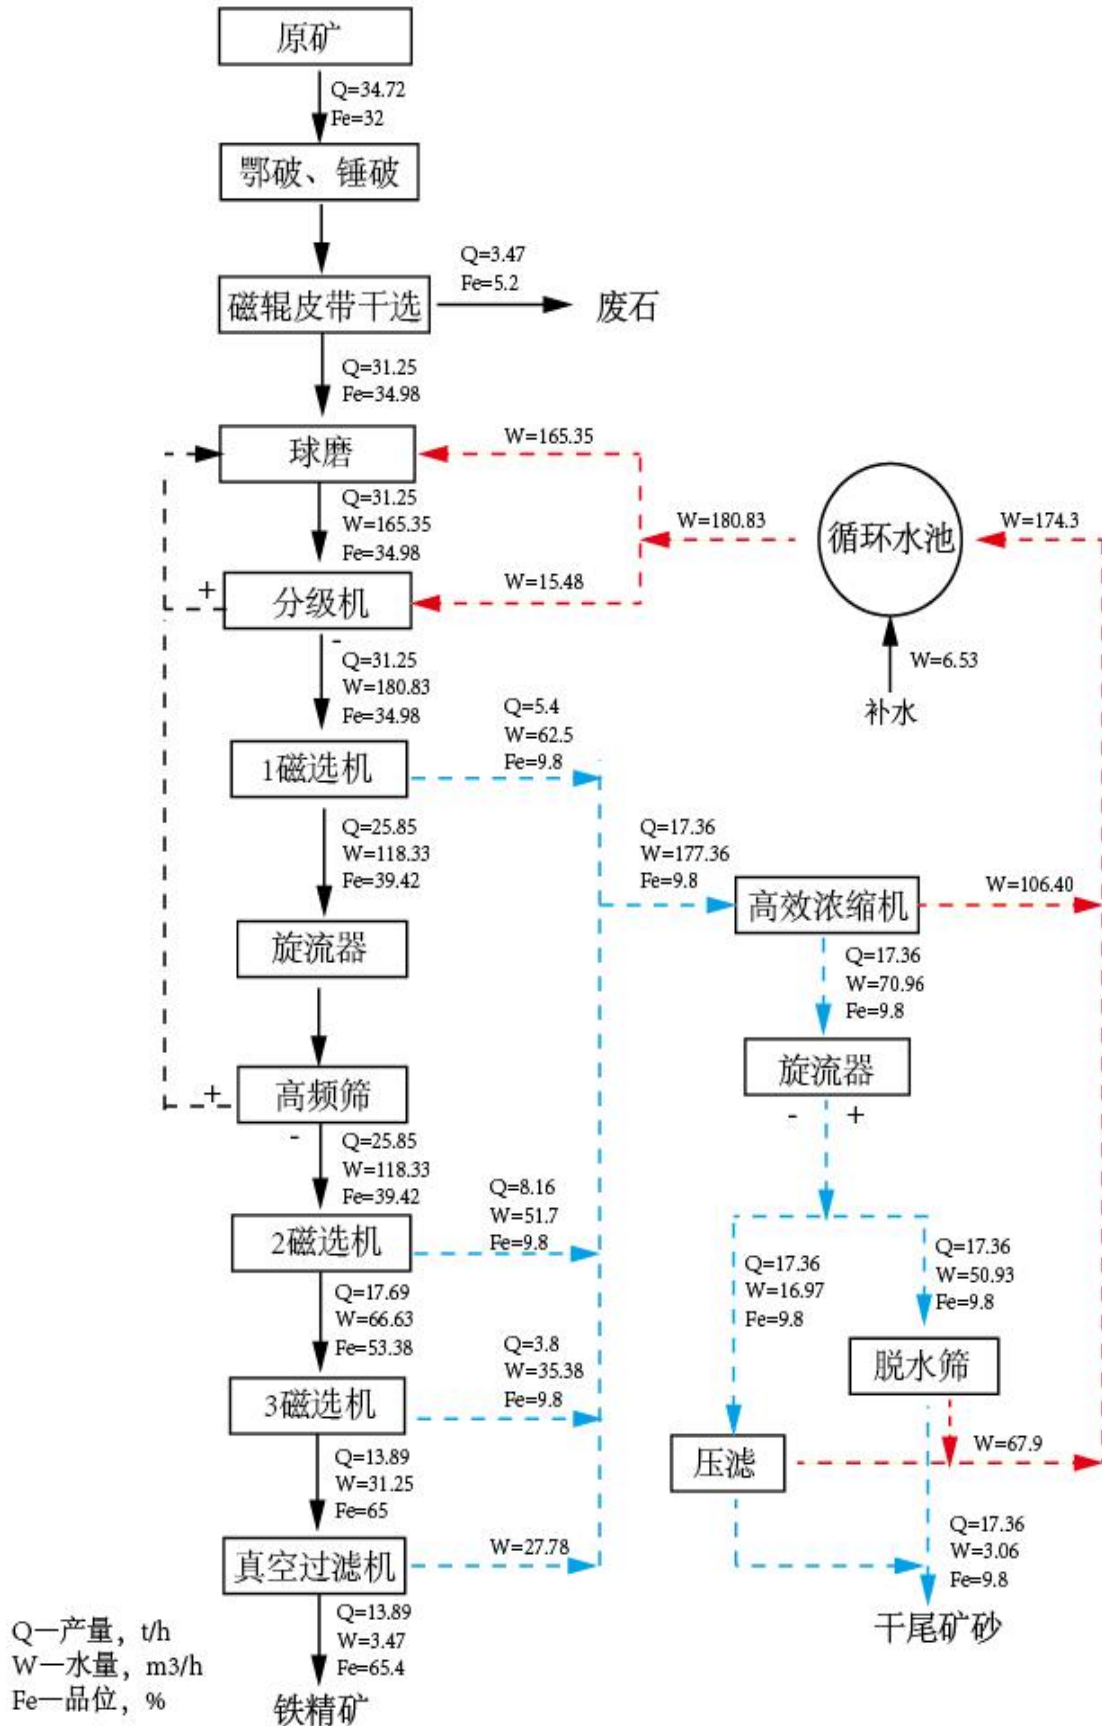 原矿
Q=34.72
Fe=32
鄂破、锤破
Q=3.47
Fe=5.2
磁辊皮带干选
废石
Q=31.25
Fe=34.98
球磨
W=165.35
Q=31.25
W=165.35
Fe=34.98
W=180.83
循环水池
W=174.3
+
分级机
W=15.48
-
Q=31.25
W=180.83
Fe=34.98
W=6.53
补水
Q=5.4
W=62.5
Fe=9.8
1磁选机
Q=25.85
W=118.33
Fe=39.42
Q=17.36
W=177.36
Fe=9.8
高效浓缩机
W=106.40
旋流器
Q=17.36
W=70.96
Fe=9.8
旋流器
- +
+
高频筛
-
Q=25.85
W=118.33
Fe=39.42
Q=8.16
W=51.7
Fe=9.8
2磁选机
Q=17.36
W=16.97
Fe=9.8
Q=17.36
W=50.93
Fe=9.8
Q=17.69
W=66.63
Fe=53.38
Q=3.8
W=35.38
Fe=9.8
脱水筛
3磁选机
压滤
W=67.9
Q=13.89
W=31.25
Fe=65
真空过滤机
W=27.78
Q=17.36
W=3.06
Fe=9.8
干尾矿砂
Q=13.89
W=3.47
Fe=65.4
铁精矿
Q—产量，t/h
W—水量，m3/h
Fe—品位，%